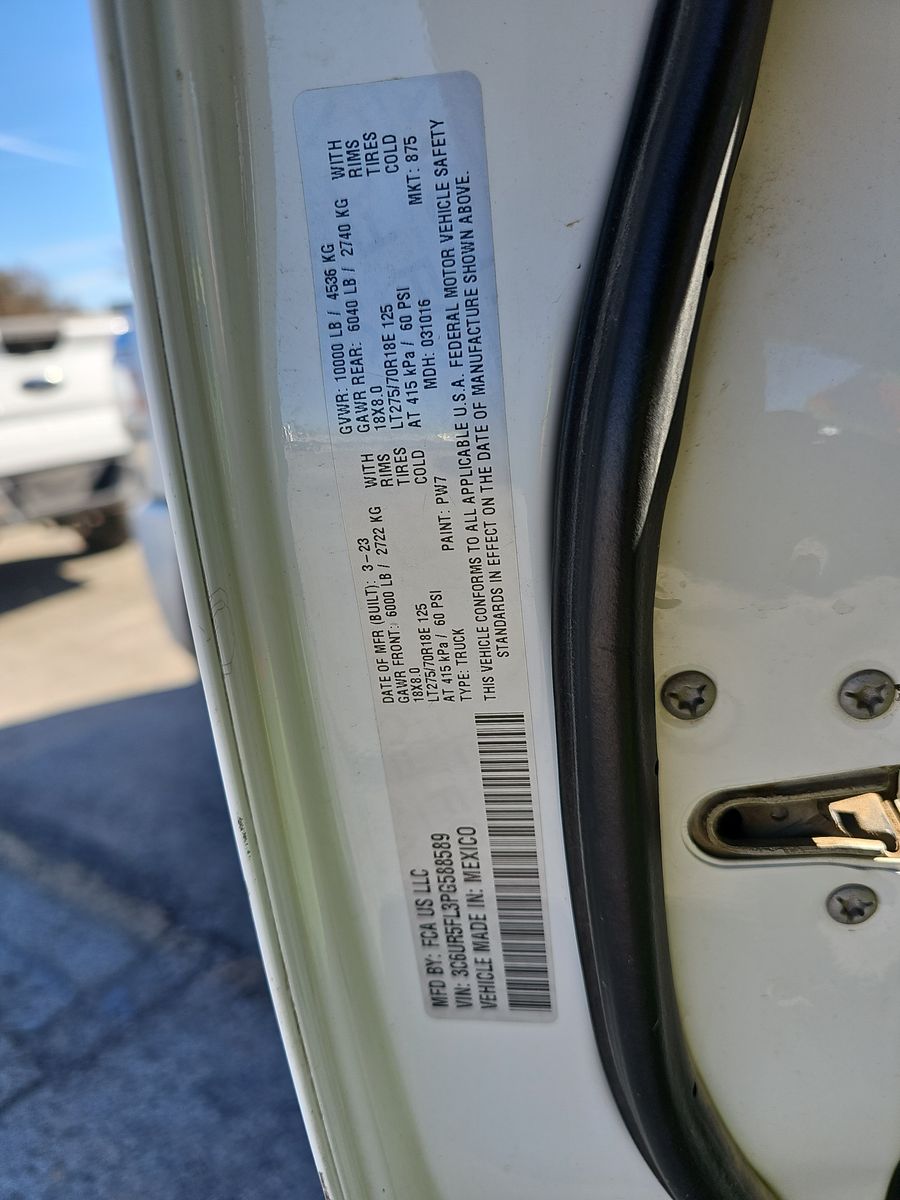 MFD BY: FCA US LLC
VIN: 3C6UR5FL3PG588589
VEHICLE MADE IN: MEXICO
DATE OF MFR (BUILT): 3-23
GAWR FRONT: 6000 LB / 2722 KG WITH
18X8.0 RIMS
LT275/70R18E 125 TIRES
AT 415 kPa / 60 PSI COLD
TYPE: TRUCK PAINT: PW7
GVWR: 10000 LB / 4536 KG
GAWR REAR: 6040 LB / 2740 KG WITH
18X8.0 RIMS
LT275/70R18E 125 TIRES
AT 415 kPa / 60 PSI COLD
MDH: 031016 MKT: 875
THIS VEHICLE CONFORMS TO ALL APPLICABLE U.S.A. FEDERAL MOTOR VEHICLE SAFETY
STANDARDS IN EFFECT ON THE DATE OF MANUFACTURE SHOWN ABOVE.